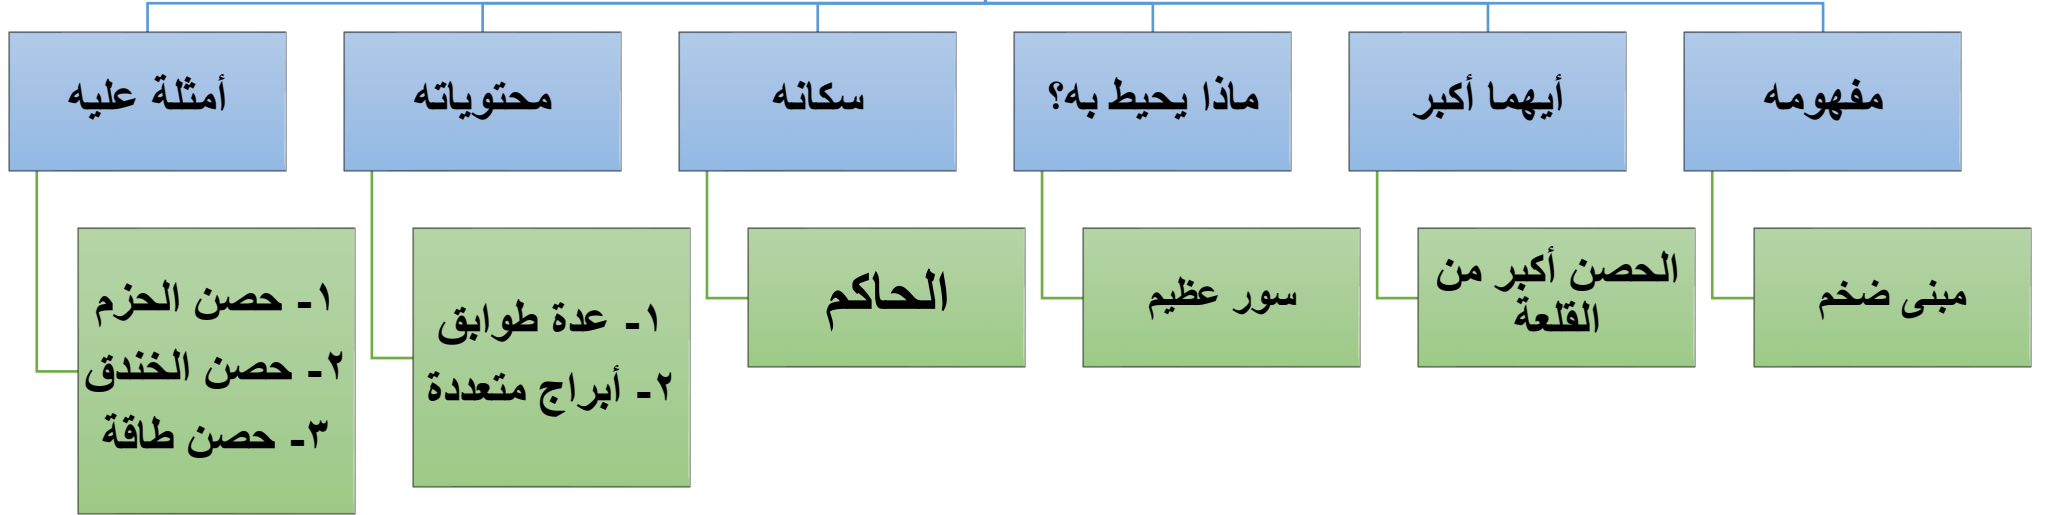 مفهومه
مبنى ضخم
أيهما أكبر
الحصن أكبر من
القلعة
ماذا يحيط به؟
سور عظيم
سكانه
الحاكم
محتوياته
١- عدة طوابق
٢- أبراج متعددة
أمثلة عليه
١- حصن الحزم
٢- حصن الخندق
٣- حصن طاقة